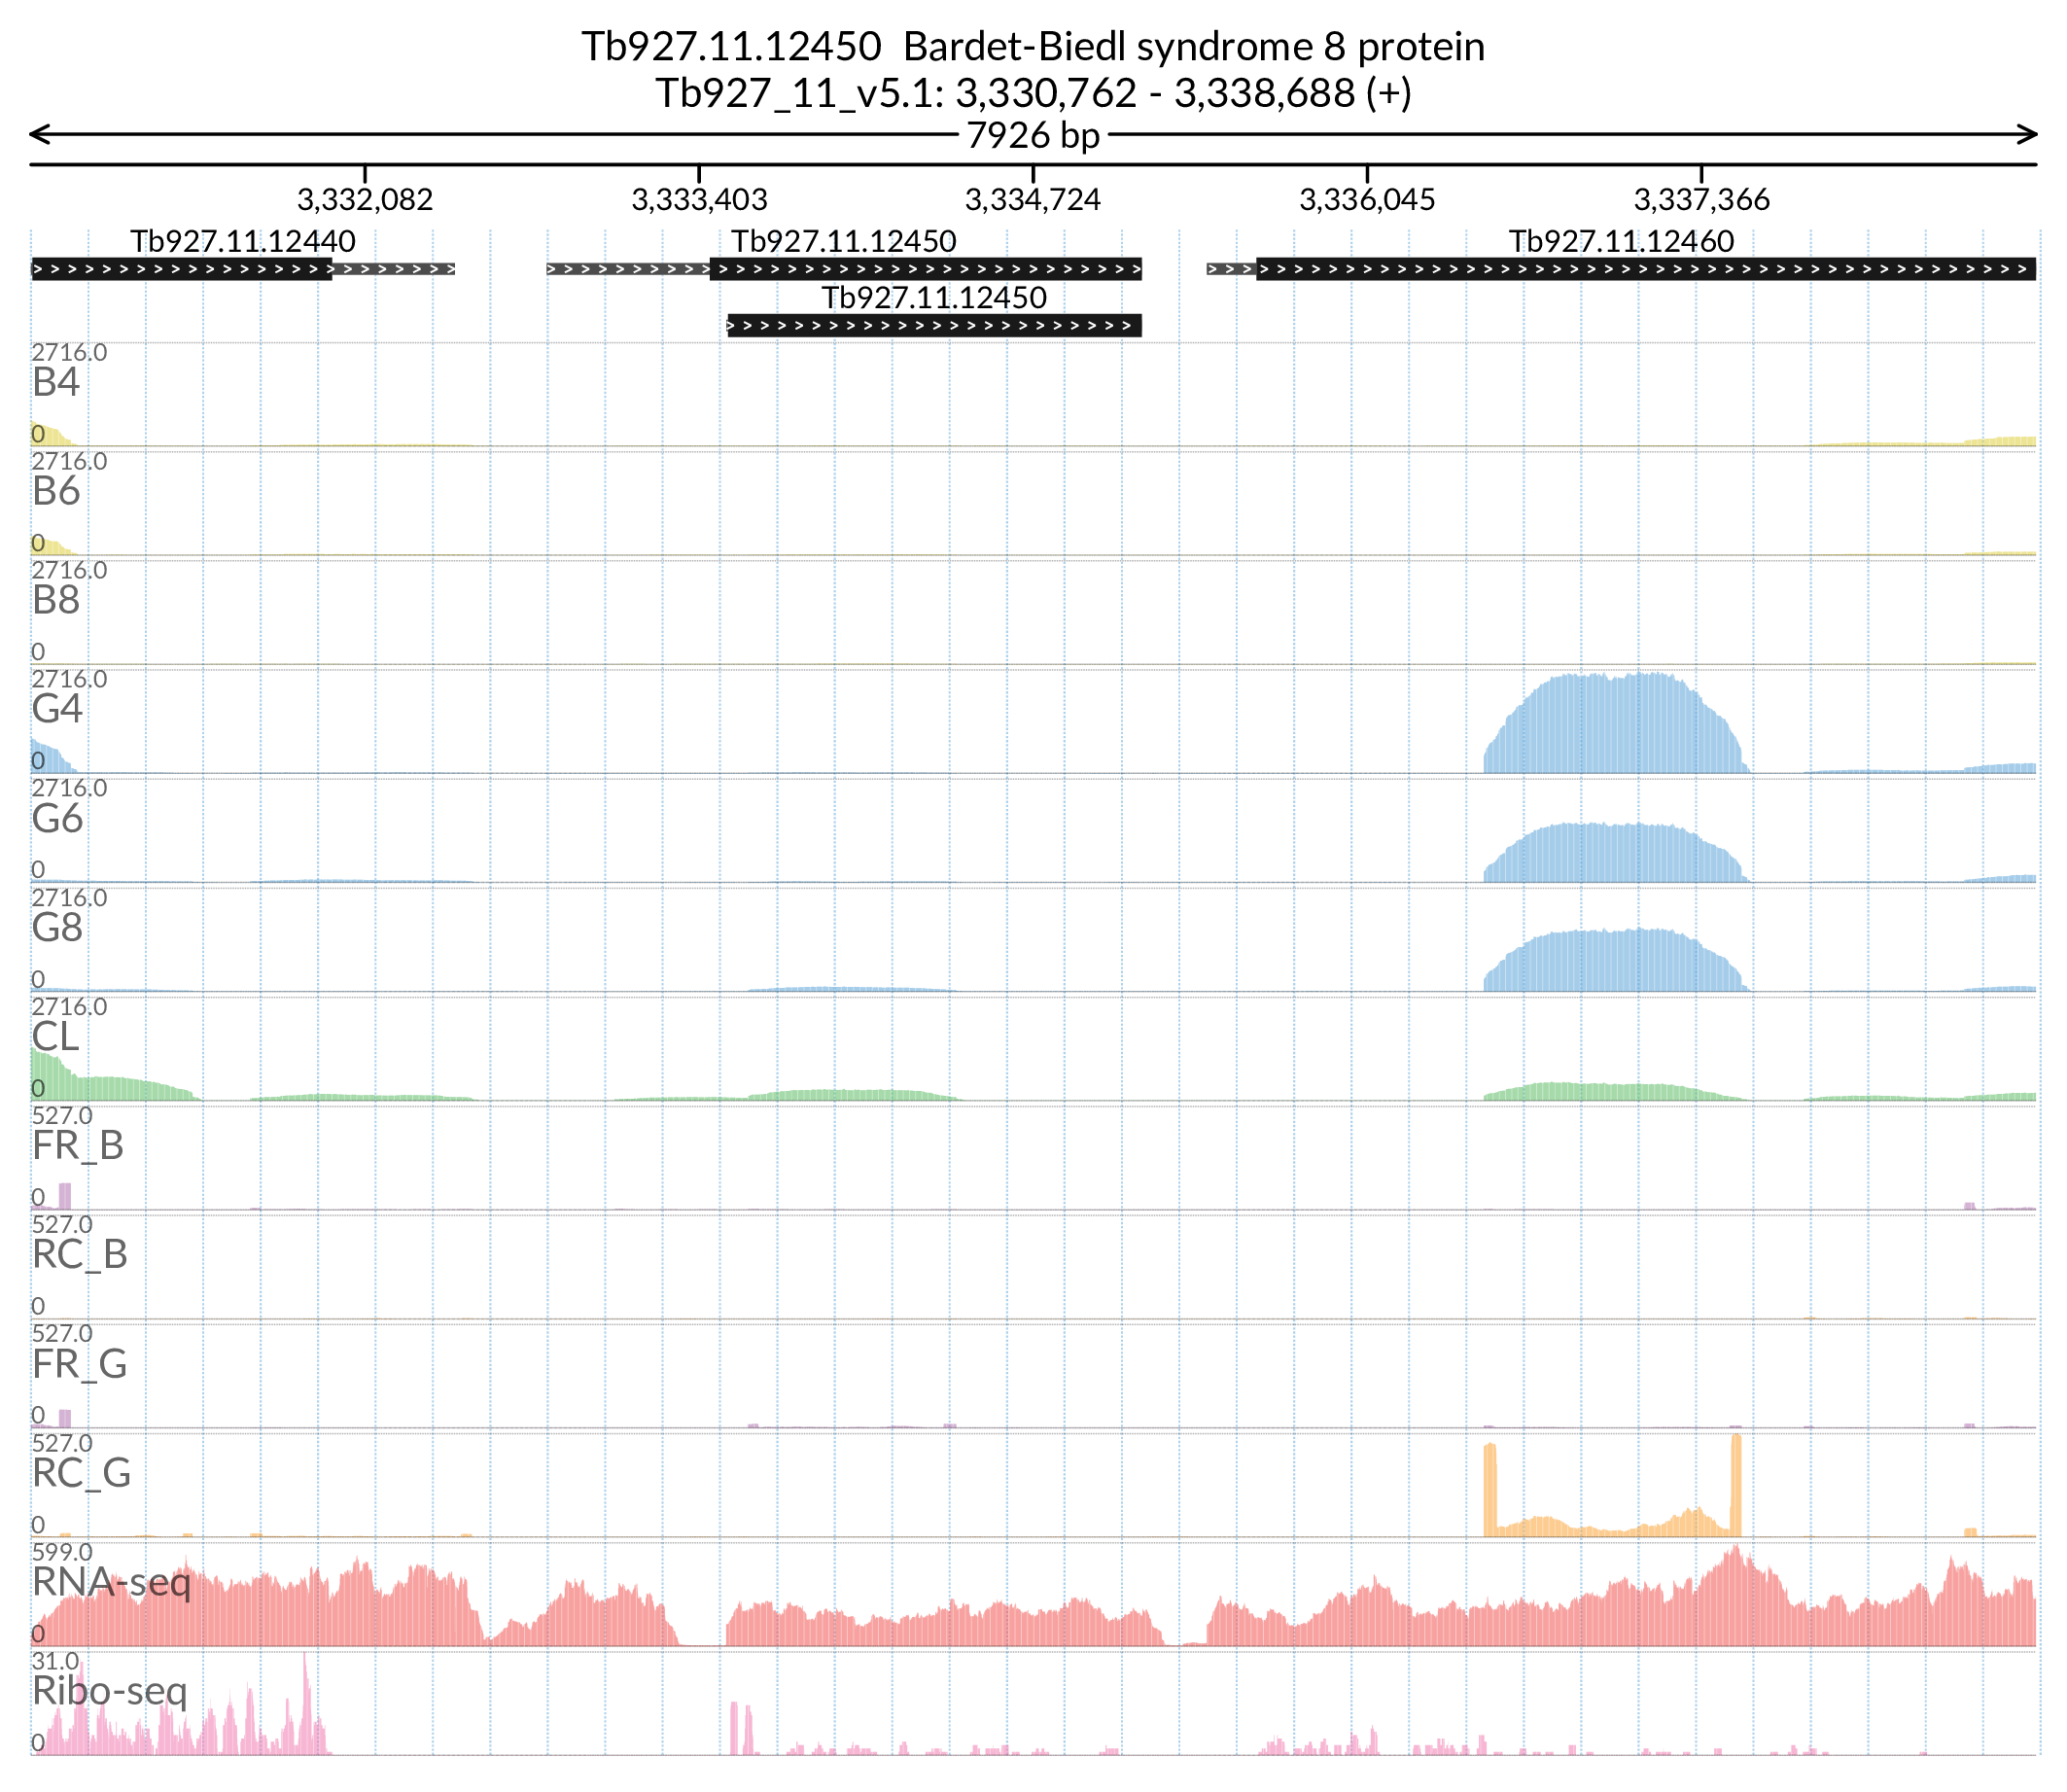 Tb927.11.12450  Bardet-Biedl syndrome 8 protein
Tb927_11_v5.1: 3,330,762 - 3,338,688 (+)
7926 bp
3,332,082 3,333,403 3,334,724 3,336,045 3,337,366
Tb927.11.12440 Tb927.11.12450 Tb927.11.12460
Tb927.11.12450
2716.0
B4
0
2716.0
B6
0
2716.0
B8
0
2716.0
G4
0
2716.0
G6
0
2716.0
G8
0
2716.0
CL
0
527.0
FR_B
0
527.0
RC_B
0
527.0
FR_G
0
527.0
RC_G
0
599.0
RNA-seq
0
31.0
Ribo-seq
0